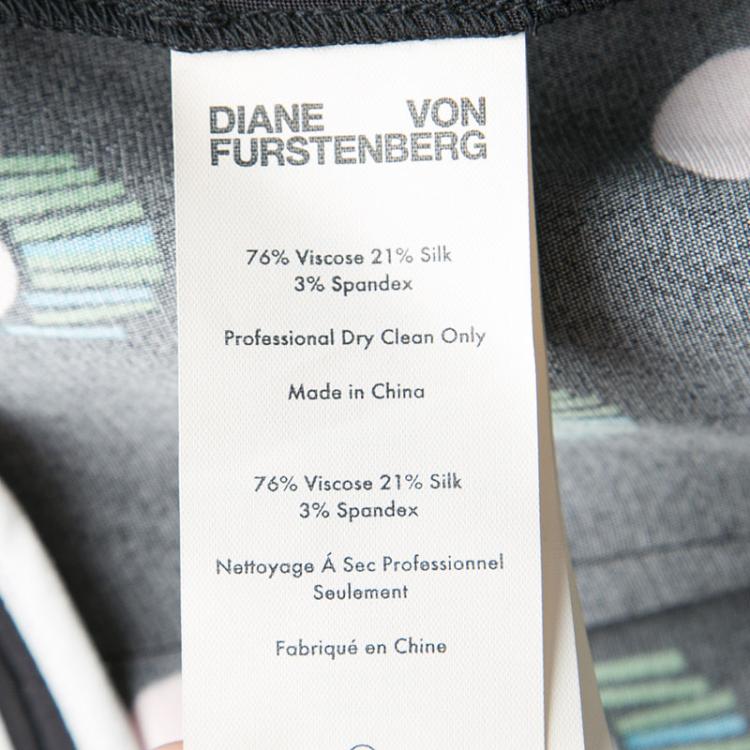 DIANE VON
FURSTENBERG
76% Viscose 21% Silk
3% Spandex
Professional Dry Clean Only
Made in China
76% Viscose 21% Silk
3% Spandex
Nettoyage Á Sec Professionnel
Seulement
Fabriqué en Chine